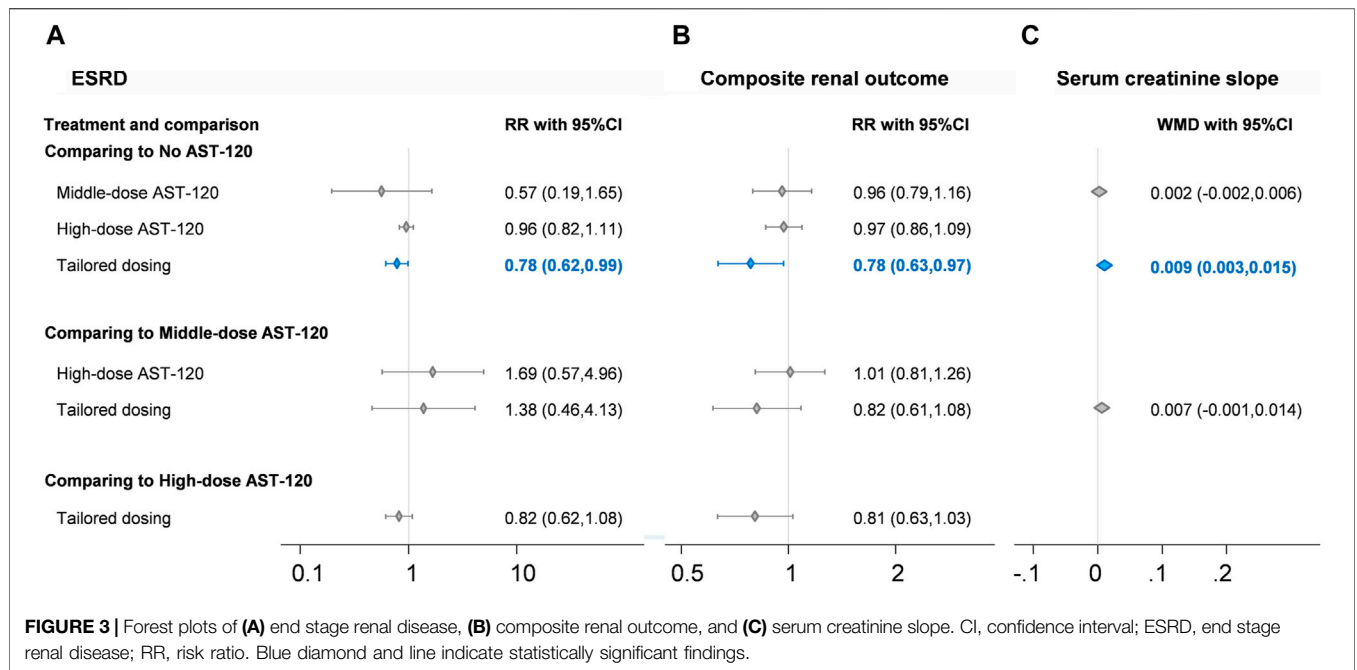 A B C
ESRD Composite renal outcome Serum creatinine slope
Treatment and comparison RR with 95%CI RR with 95%CI WMD with 95%CI
Comparing to No AST-120
Middle-dose AST-120 0.57 (0.19,1.65) 0.96 (0.79,1.16) 0.002 (-0.002,0.006)
High-dose AST-120 0.96 (0.82,1.11) 0.97 (0.86,1.09)
Tailored dosing 0.78 (0.62,0.99) 0.78 (0.63,0.97) 0.009 (0.003,0.015)
Comparing to Middle-dose AST-120
High-dose AST-120 1.69 (0.57,4.96) 1.01 (0.81,1.26)
Tailored dosing 1.38 (0.46,4.13) 0.82 (0.61,1.08) 0.007 (-0.001,0.014)
Comparing to High-dose AST-120
Tailored dosing 0.82 (0.62,1.08) 0.81 (0.63,1.03)
0.1 1 10 0.5 1 2 -.1 0 .1 .2
FIGURE 3 | Forest plots of (A) end stage renal disease, (B) composite renal outcome, and (C) serum creatinine slope. CI, confidence interval; ESRD, end stage
renal disease; RR, risk ratio. Blue diamond and line indicate statistically significant findings.